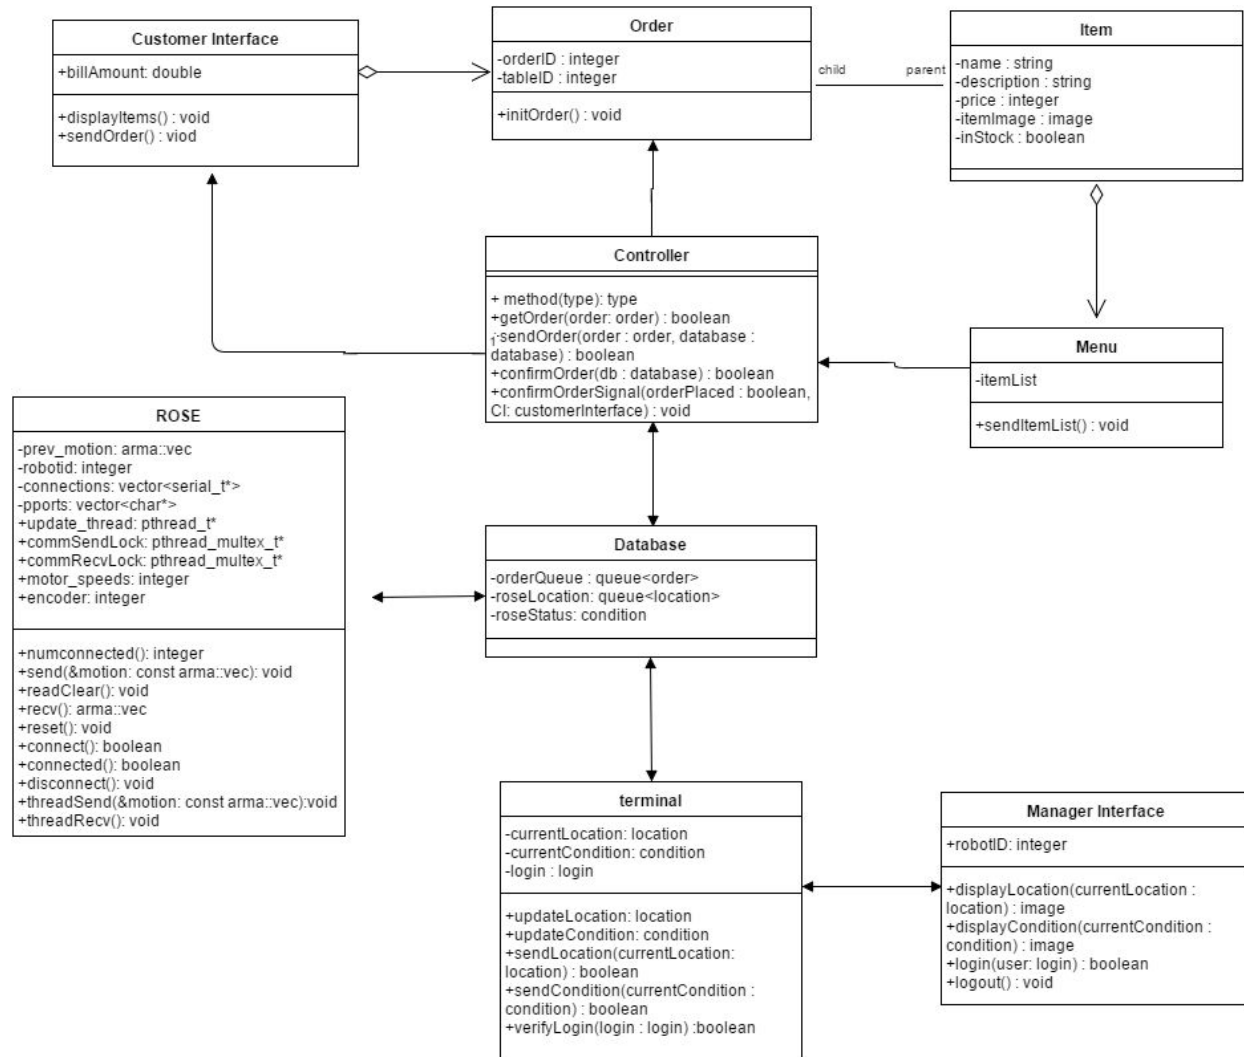 Customer Interface
+billAmount: double
+displayItems() : void
+sendOrder() : viod
Order
-orderID : integer
-tableID : integer
+initOrder() : void
child
parent
Item
-name : string
-description : string
-price : integer
-itemImage : image
-inStock : boolean
Controller
+ method(type): type
+getOrder(order: order) : boolean
-sendOrder(order : order, database :
database) : boolean
+confirmOrder(db : database) : boolean
+confirmOrderSignal(orderPlaced : boolean,
CI: customerInterface) : void
Menu
-itemList
+sendItemList() : void
ROSE
-prev_motion: arma::vec
-robotid: integer
-connections: vector<serial_t*>
-pports: vector<char*>
+update_thread: pthread_t*
+commSendLock: pthread_multex_t*
+commRecvLock: pthread_multex_t*
+motor_speeds: integer
+encoder: integer
+numconnected(): integer
+send(&motion: const arma::vec): void
+readClear(): void
+recv(): arma::vec
+reset(): void
+connect(): boolean
+connected(): boolean
+disconnect(): void
+threadSend(&motion: const arma::vec):void
+threadRecv(): void
Database
-orderQueue : queue<order>
-roseLocation: queue<location>
-roseStatus: condition
terminal
-currentLocation: location
-currentCondition: condition
-login : login
+updateLocation: location
+updateCondition: condition
+sendLocation(currentLocation:
location) : boolean
+sendCondition(currentCondition :
condition) : boolean
+verifyLogin(login : login) :boolean
Manager Interface
+robotID: integer
+displayLocation(currentLocation :
location) : image
+displayCondition(currentCondition :
condition) : image
+login(user: login) : boolean
+logout() : void